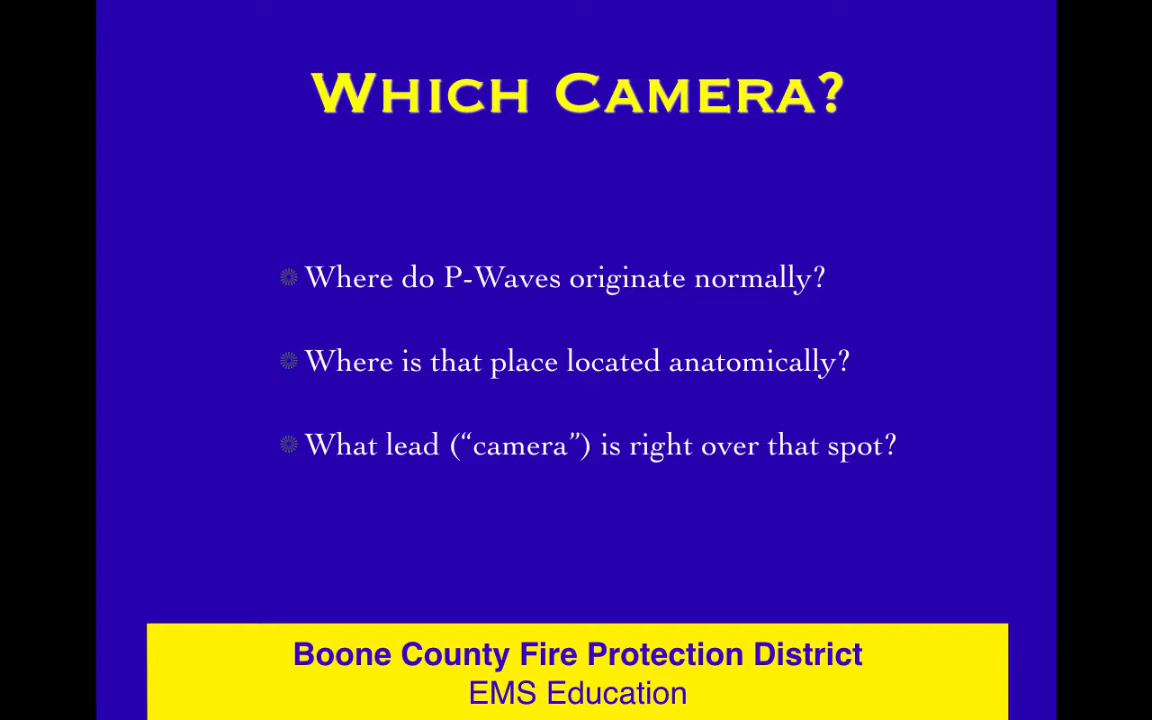 WHICH CAMERA?
Where do P-Waves originate normally?
Where is that place located anatomically?
What lead (“camera”) is right over that spot?
Boone County Fire Protection District
EMS Education